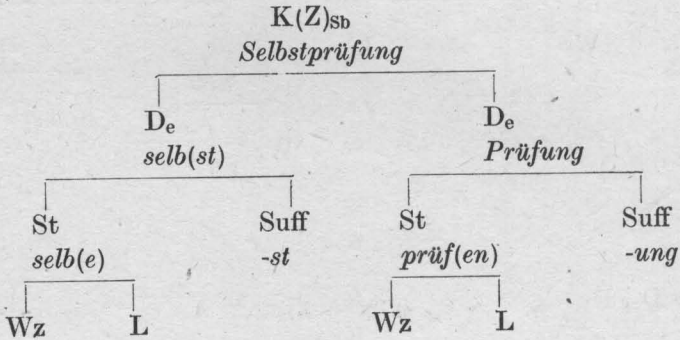 K(Z)Sb
Selbstprüfung
De De
selb(st) Prüfung
St Suff St Suff
selb(e) -st prüf(en) -ung
Wz L Wz L